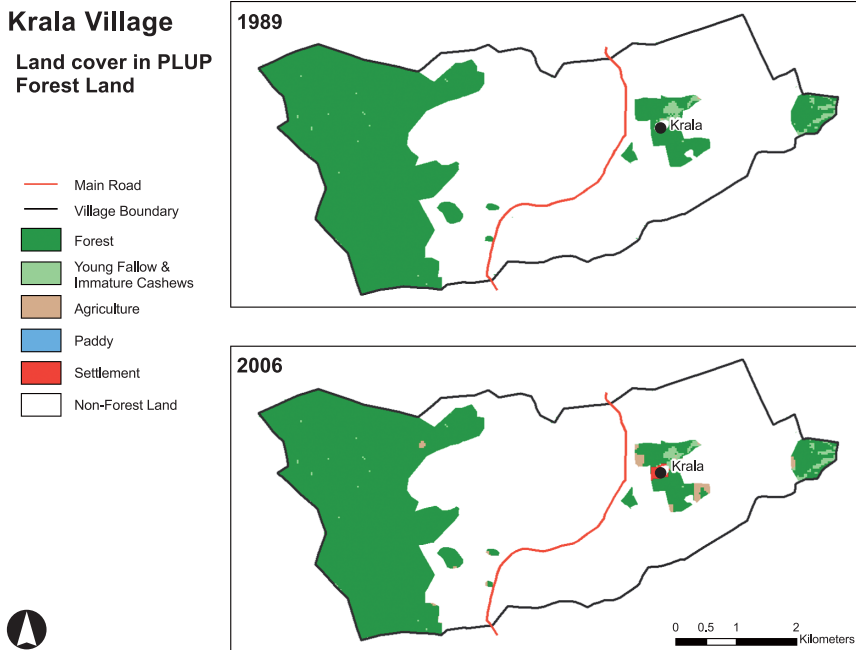 Krala Village
Land cover in PLUP
Forest Land
Main Road
Village Boundary
Forest
Young Fallow &
Immature Cashews
Agriculture
Paddy
Settlement
Non-Forest Land
1989
Krala
2006
Krala
0 0.5 1 2
Kilometers